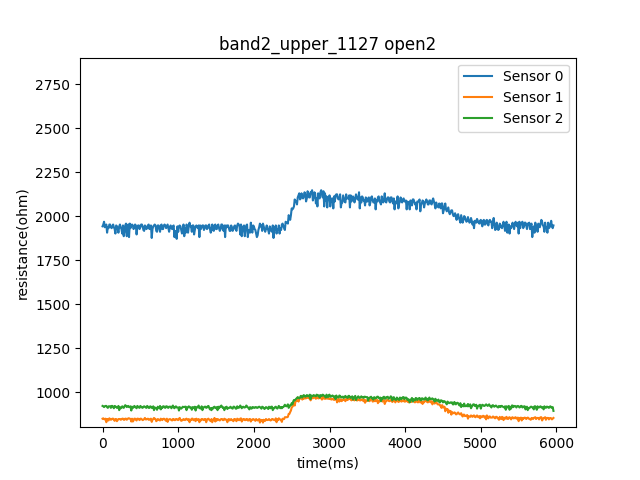 band2_upper_1127 open2
Sensor 0
Sensor 1
Sensor 2
resistance(ohm)
2750
2500
2250
2000
1750
1500
1250
1000
0 1000 2000 3000 4000 5000 6000
time(ms)